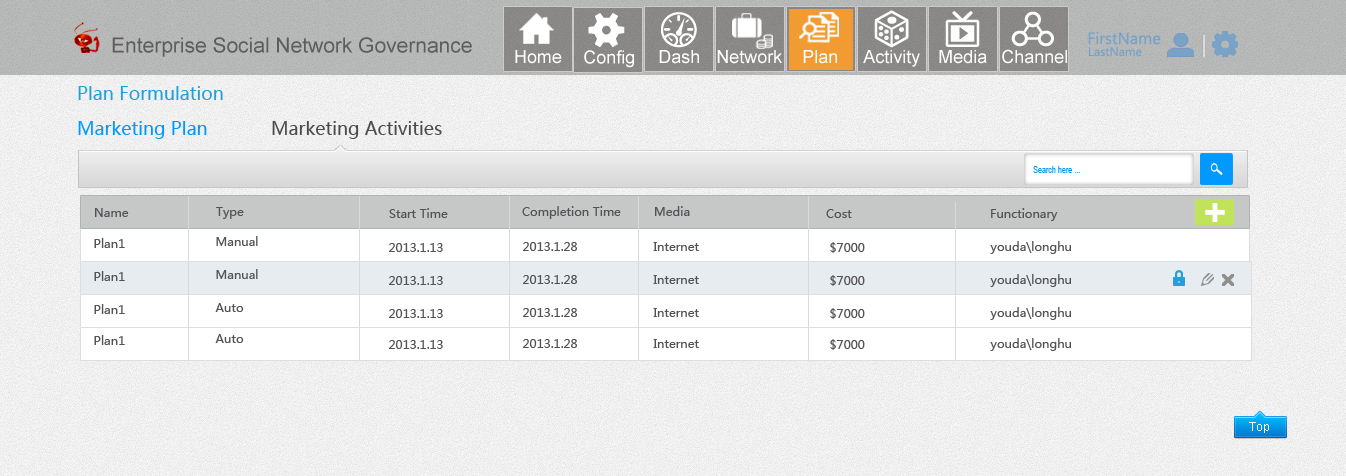 Enterprise Social Network Governance
Home Config Dash Network Plan Activity Media Channel
FirstName
LastName
Plan Formulation
Marketing Plan Marketing Activities
Search here ...
Name Type Start Time Completion Time Media Cost Functionary
Plan1 Manual 2013.1.13 2013.1.28 Internet $7000 youda\longhu
Plan1 Manual 2013.1.13 2013.1.28 Internet $7000 youda\longhu
Plan1 Auto 2013.1.13 2013.1.28 Internet $7000 youda\longhu
Plan1 Auto 2013.1.13 2013.1.28 Internet $7000 youda\longhu
Top